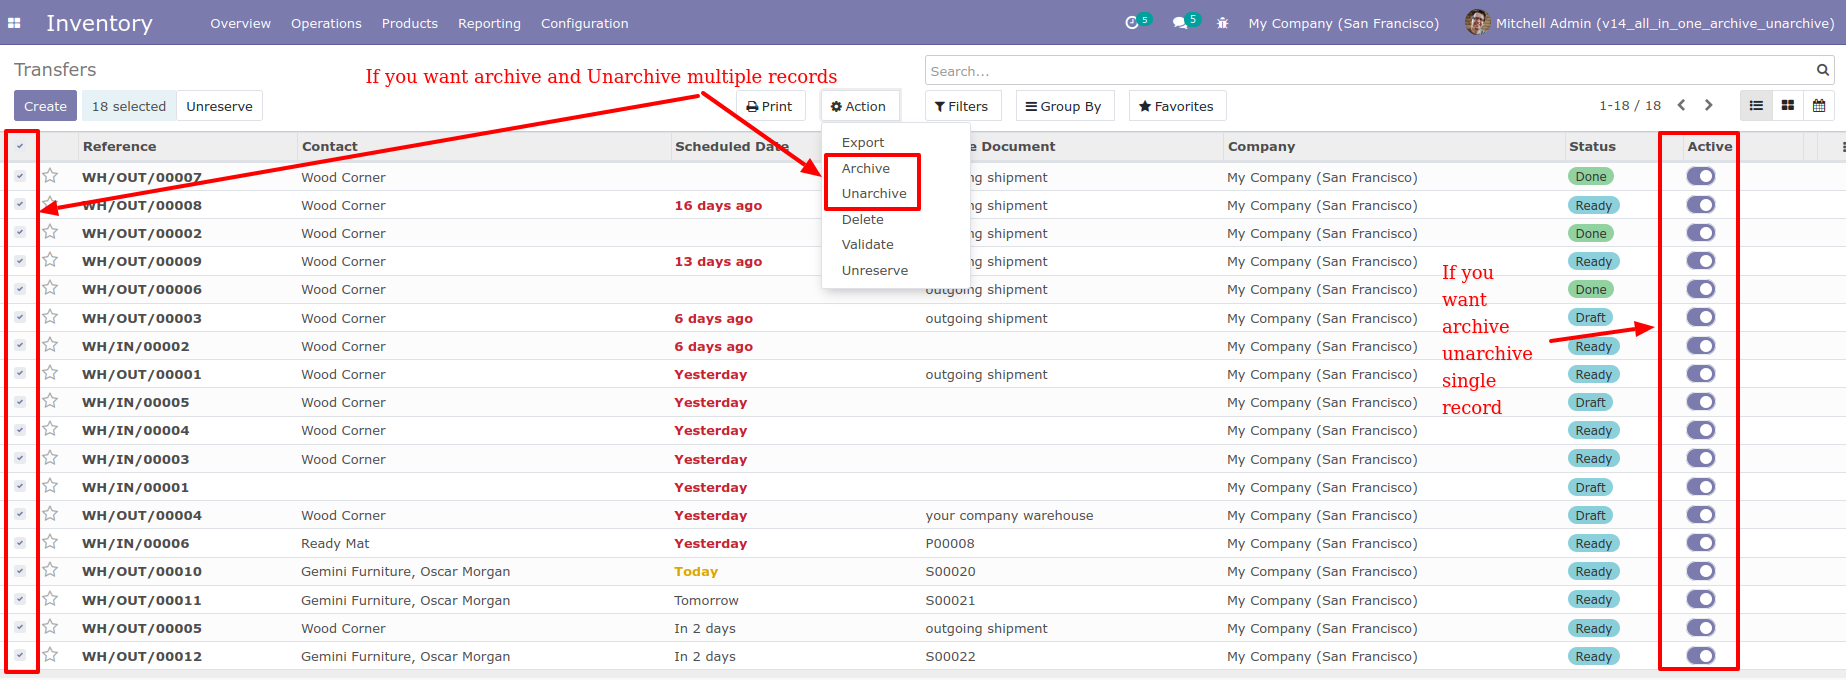 Inventory Overview Operations Products Reporting Configuration 5 5 My Company (San Francisco) Mitchell Admin (v14_all_in_one_archive_unarchive)
Transfers If you want archive and Unarchive multiple records Search...
Create 18 selected Unreserve Print Action Filters Group By Favorites 1-18 / 18
Export
Archive
Unarchive
Delete
Validate
Unreserve
Reference Contact Scheduled Date e Document Company Status Active
WH/OUT/00007 Wood Corner ng shipment My Company (San Francisco) Done
WH/OUT/00008 Wood Corner 16 days ago ng shipment My Company (San Francisco) Ready
WH/OUT/00002 Wood Corner ng shipment My Company (San Francisco) Done
WH/OUT/00009 Wood Corner 13 days ago ng shipment My Company (San Francisco) Ready
WH/OUT/00006 Wood Corner outgoing shipment My Company (San Francisco) Done
WH/OUT/00003 Wood Corner 6 days ago outgoing shipment My Company (San Francisco) Draft
WH/IN/00002 Wood Corner 6 days ago My Company (San Francisco) Ready
WH/OUT/00001 Wood Corner Yesterday outgoing shipment My Company (San Francisco) Ready
WH/IN/00005 Wood Corner Yesterday My Company (San Francisco) Draft
WH/IN/00004 Wood Corner Yesterday My Company (San Francisco) Ready
WH/IN/00003 Wood Corner Yesterday My Company (San Francisco) Ready
WH/IN/00001 Yesterday My Company (San Francisco) Draft
WH/OUT/00004 Wood Corner Yesterday your company warehouse My Company (San Francisco) Draft
WH/IN/00006 Ready Mat Yesterday P00008 My Company (San Francisco) Ready
WH/OUT/00010 Gemini Furniture, Oscar Morgan Today S00020 My Company (San Francisco) Ready
WH/OUT/00011 Gemini Furniture, Oscar Morgan Tomorrow S00021 My Company (San Francisco) Ready
WH/OUT/00005 Wood Corner In 2 days outgoing shipment My Company (San Francisco) Ready
WH/OUT/00012 Gemini Furniture, Oscar Morgan In 2 days S00022 My Company (San Francisco) Ready
If you
want
archive
unarchive
single
record